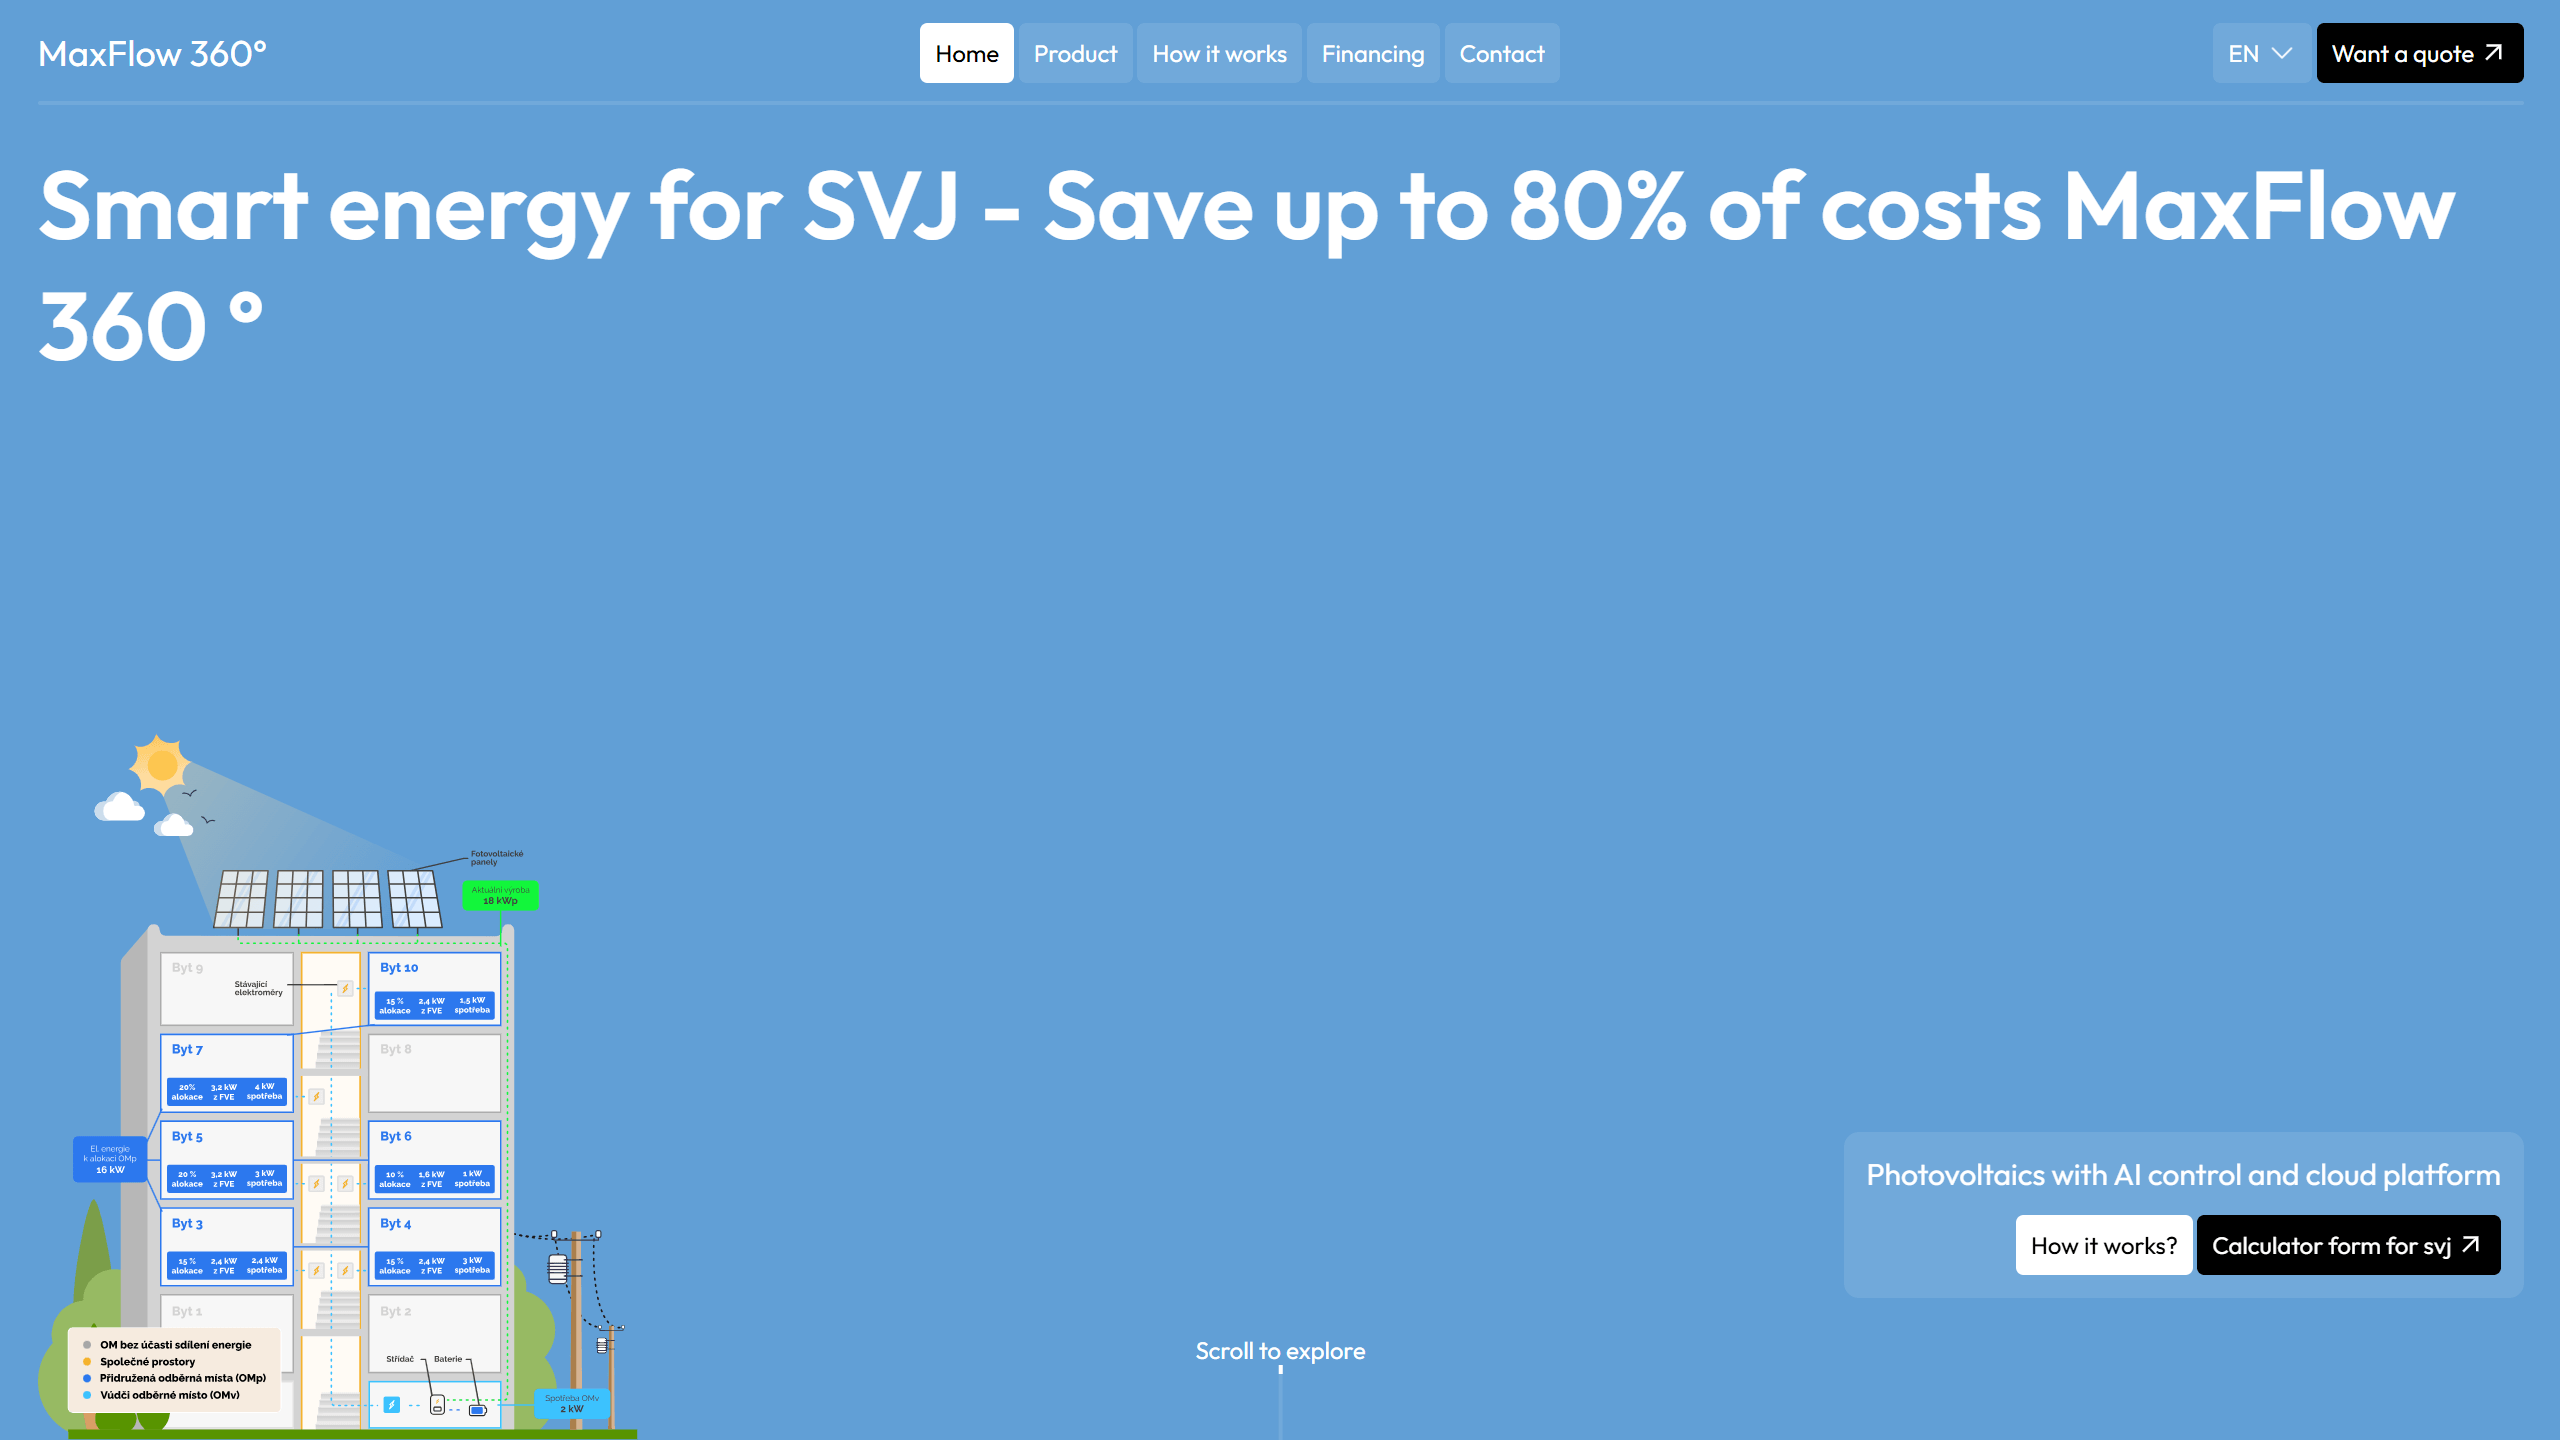 MaxFlow 360°
Home
Product
How it works
Financing
Contact
EN
Want a quote
Smart energy for SVJ - Save up to 80% of costs MaxFlow
360 °
Fotovoltaické
panely
Aktuální výroba
18 kWp
Byt 9
Stávající
elektroměry
Byt 10
15 % 2,4 kW 1,5 kW
alokace z FVE spotřeba
Byt 7
20% 3,2 kW 4 kW
alokace z FVE spotřeba
Byt 8
El. energie
k alokaci OMp
16 kW
Byt 5
20 % 3,2 kW 3 kW
alokace z FVE spotřeba
Byt 6
10 % 1,6 kW 1 kW
alokace z FVE spotřeba
Byt 3
15 % 2,4 kW 2,4 kW
alokace z FVE spotřeba
Byt 4
15 % 2,4 kW 3 kW
alokace z FVE spotřeba
Byt 1
Byt 2
Střídač
Baterie
Spotřeba OMv
2 kW
OM bez účasti sdílení energie
Společné prostory
Přidružená odběrná místa (OMp)
Vůdčí odběrné místo (OMv)
Photovoltaics with AI control and cloud platform
How it works?
Calculator form for svj
Scroll to explore